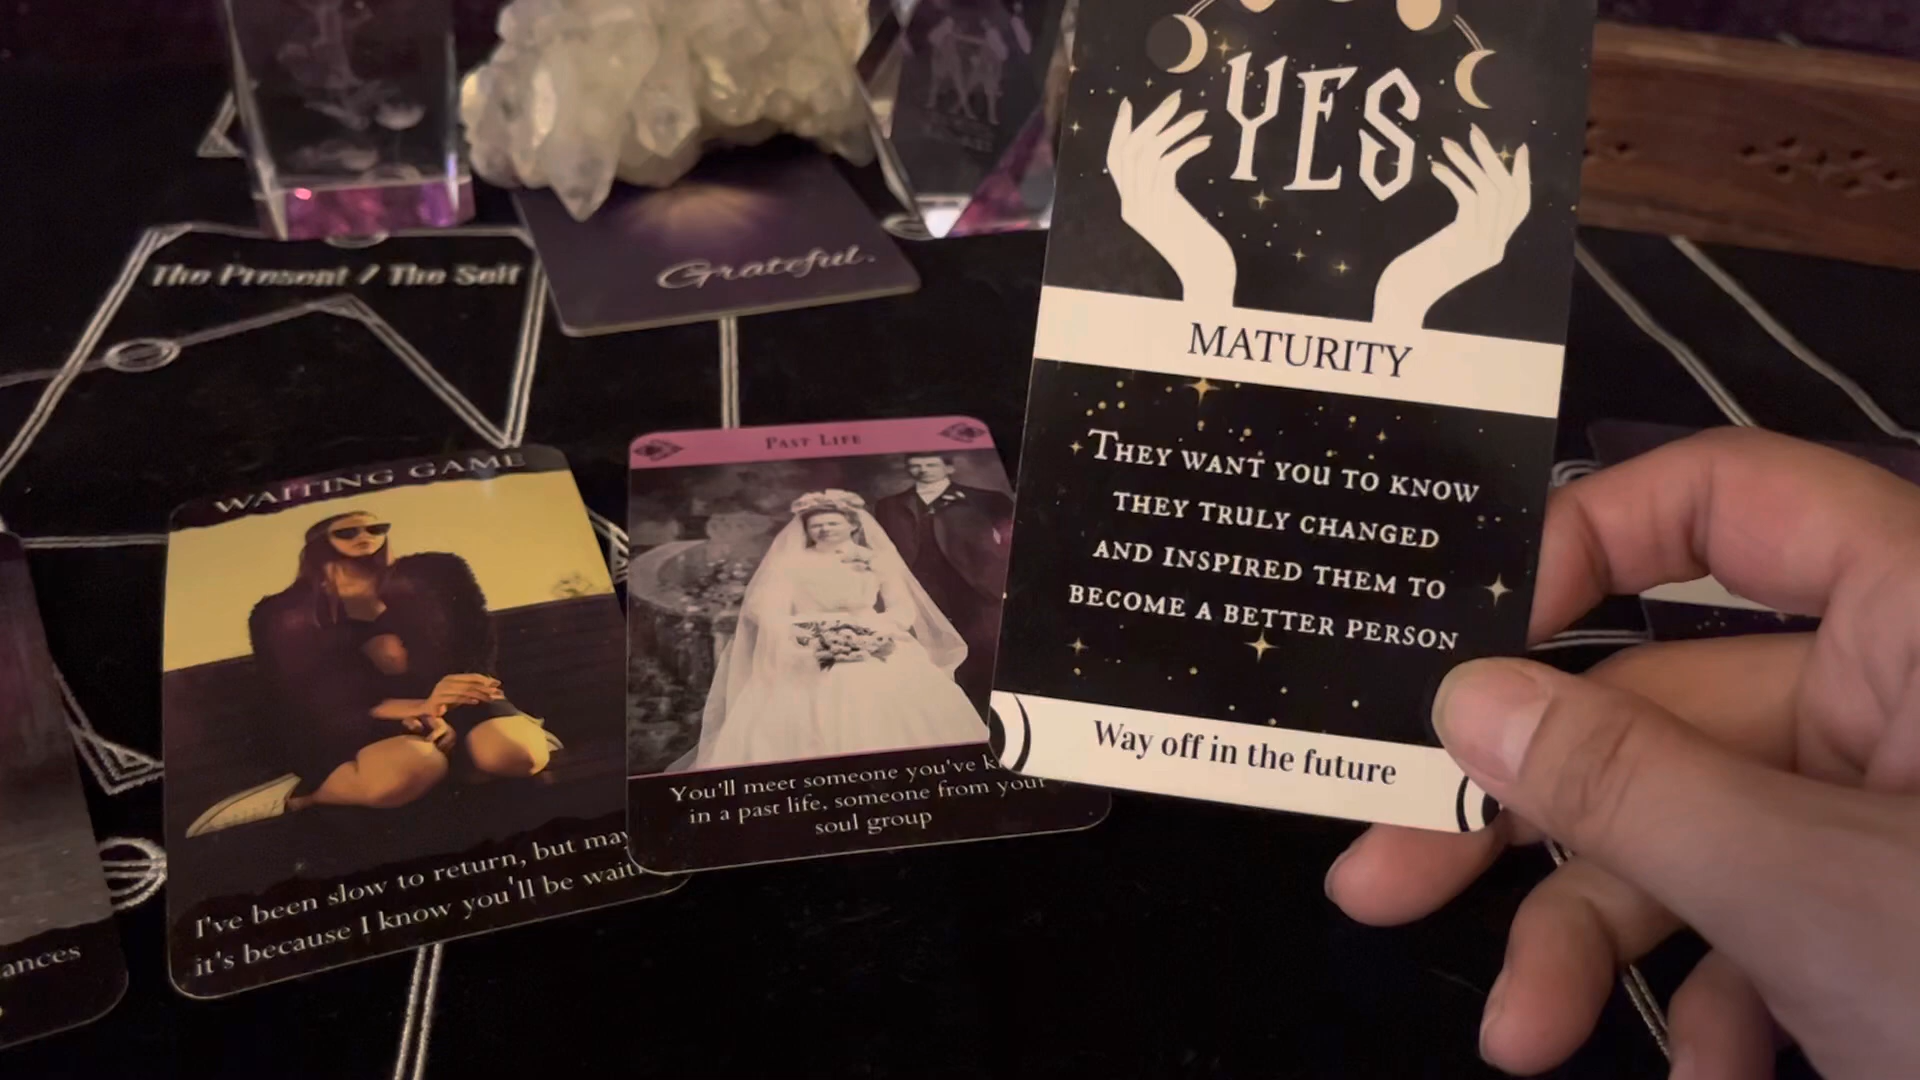 The Present / The Self
Grateful.
WAITING GAME
I've been slow to return, but may
it's because I know you'll be
PAST LIFE
You'll meet someone you've
in a past life, someone from your
soul group
YES
MATURITY
THEY WANT YOU TO KNOW
THEY TRULY CHANGED
AND INSPIRED THEM TO
BECOME A BETTER PERSON
Way off in the future